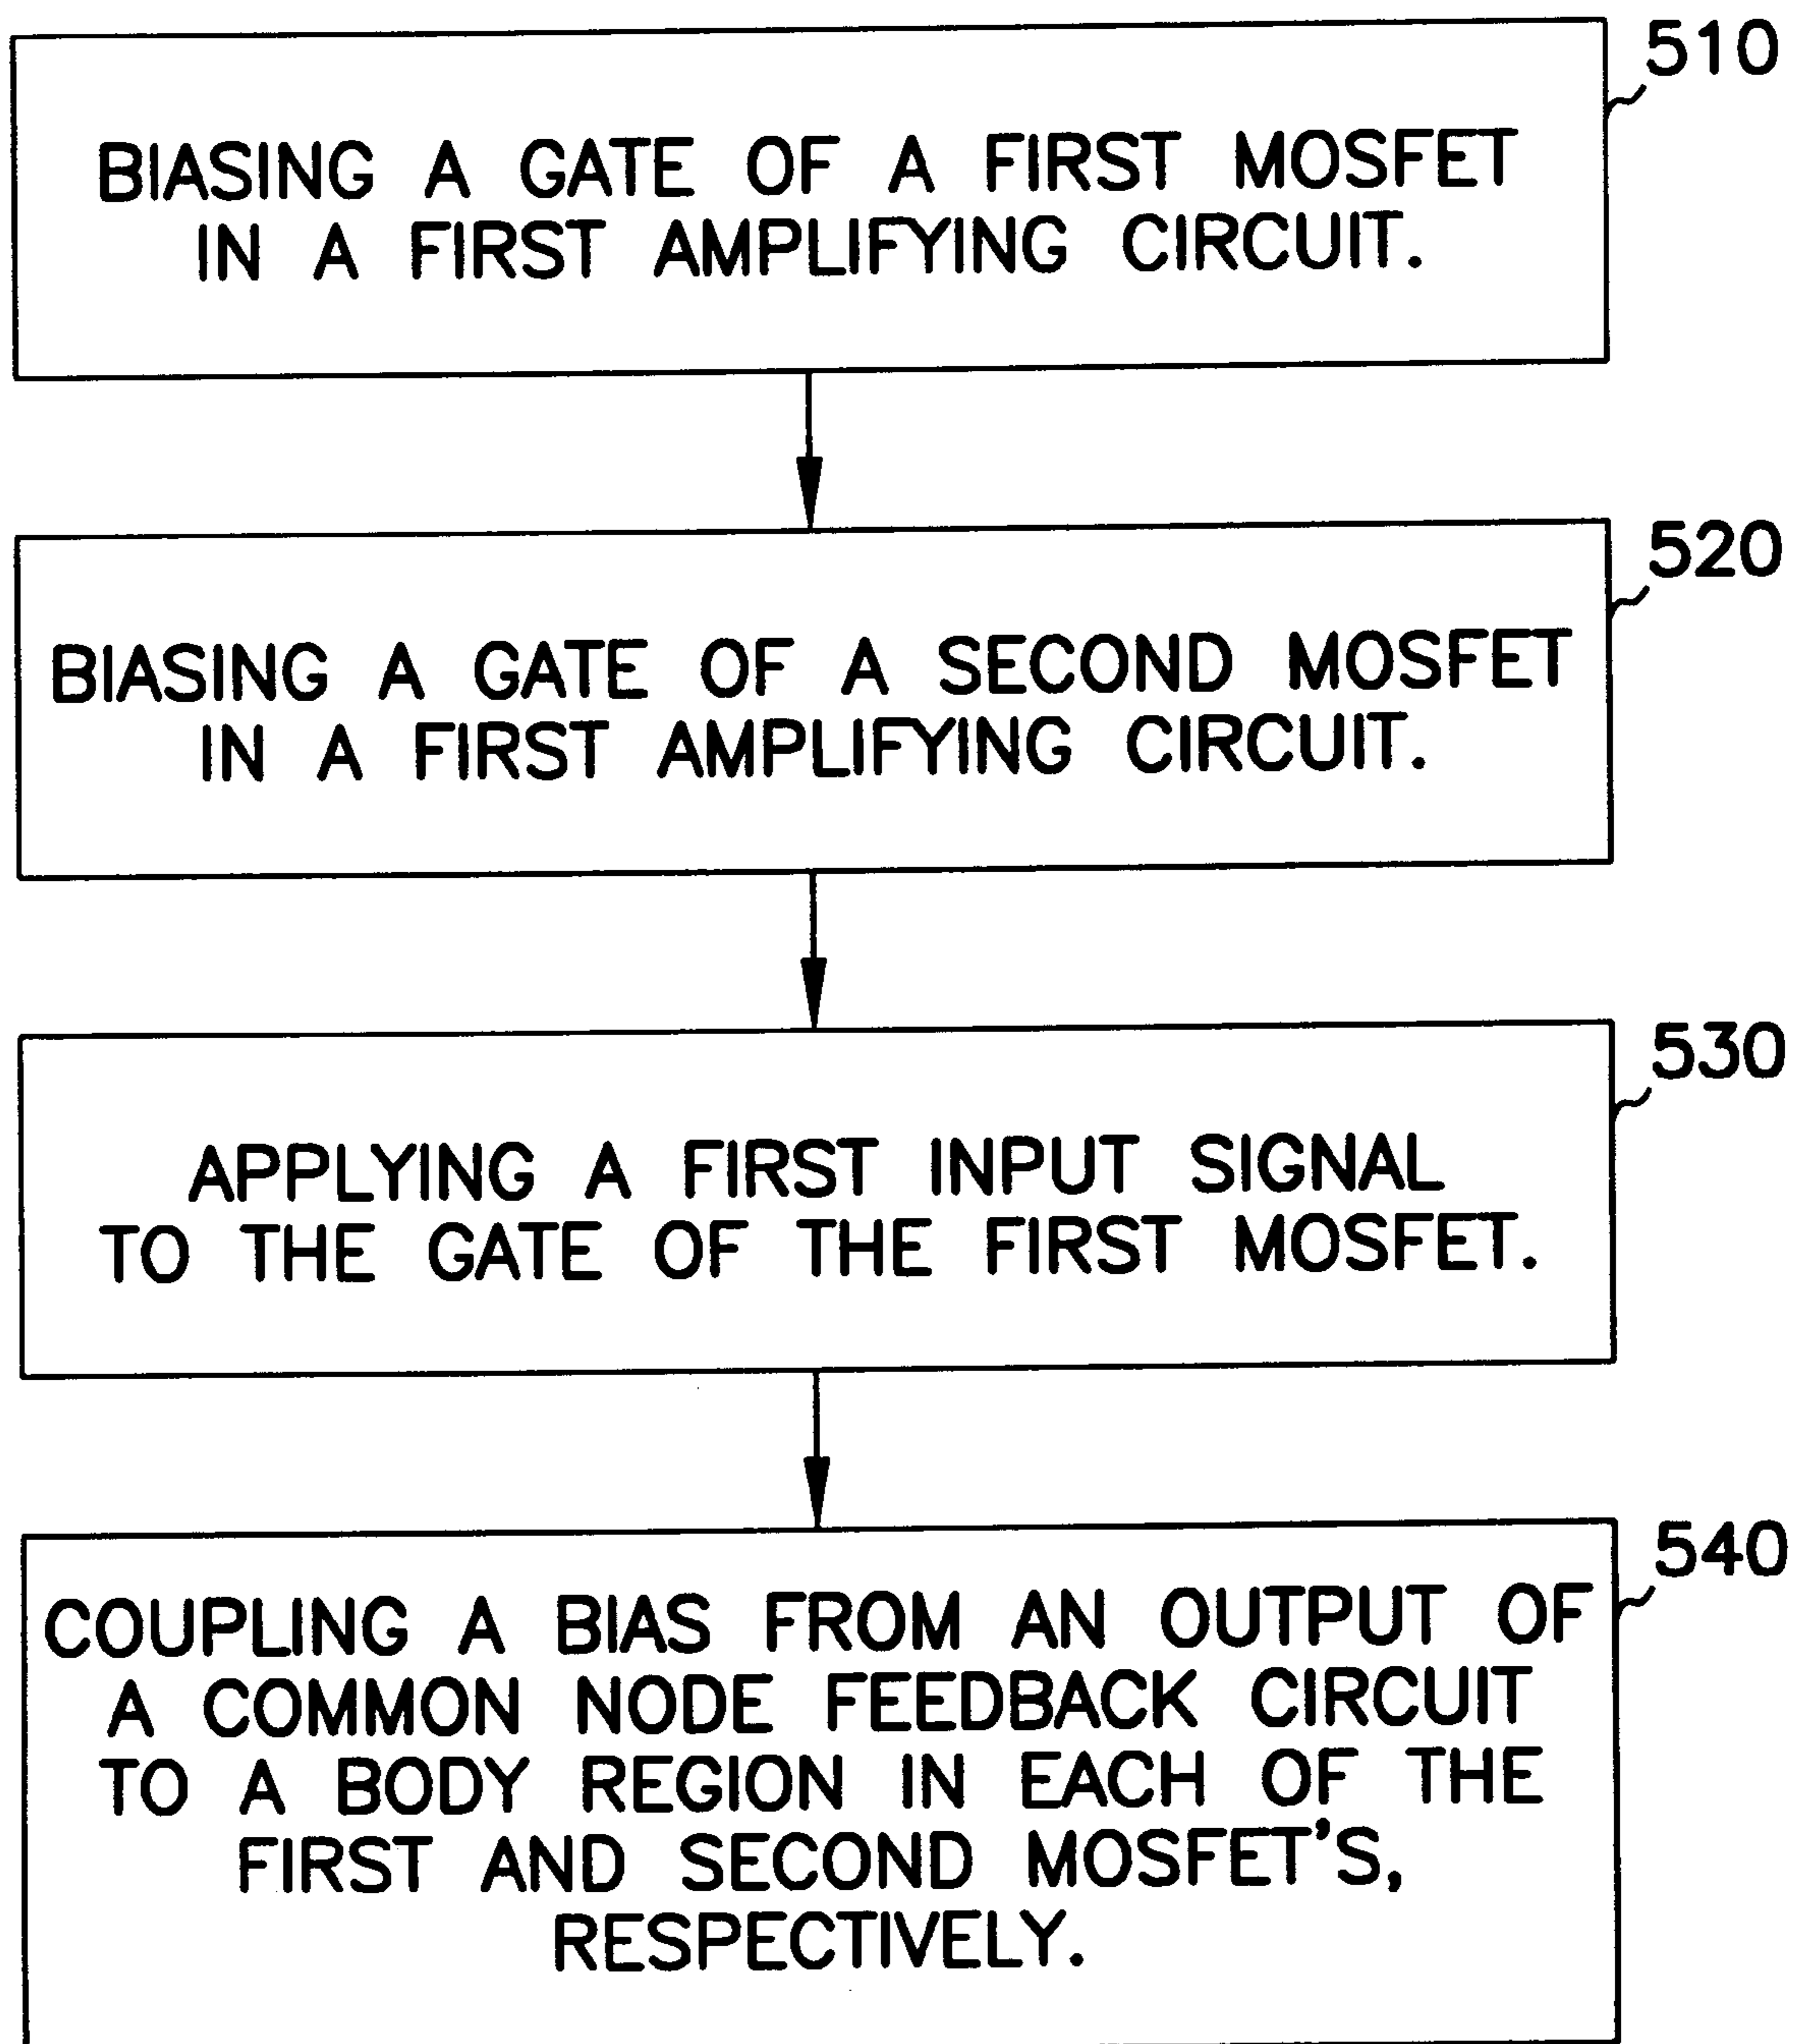 510
BIASING A GATE OF A FIRST MOSFET
IN A FIRST AMPLIFYING CIRCUIT.
520
BIASING A GATE OF A SECOND MOSFET
IN A FIRST AMPLIFYING CIRCUIT.
530
APPLYING A FIRST INPUT SIGNAL
TO THE GATE OF THE FIRST MOSFET.
540
COUPLING A BIAS FROM AN OUTPUT OF
A COMMON NODE FEEDBACK CIRCUIT
TO A BODY REGION IN EACH OF THE
FIRST AND SECOND MOSFET'S,
RESPECTIVELY.